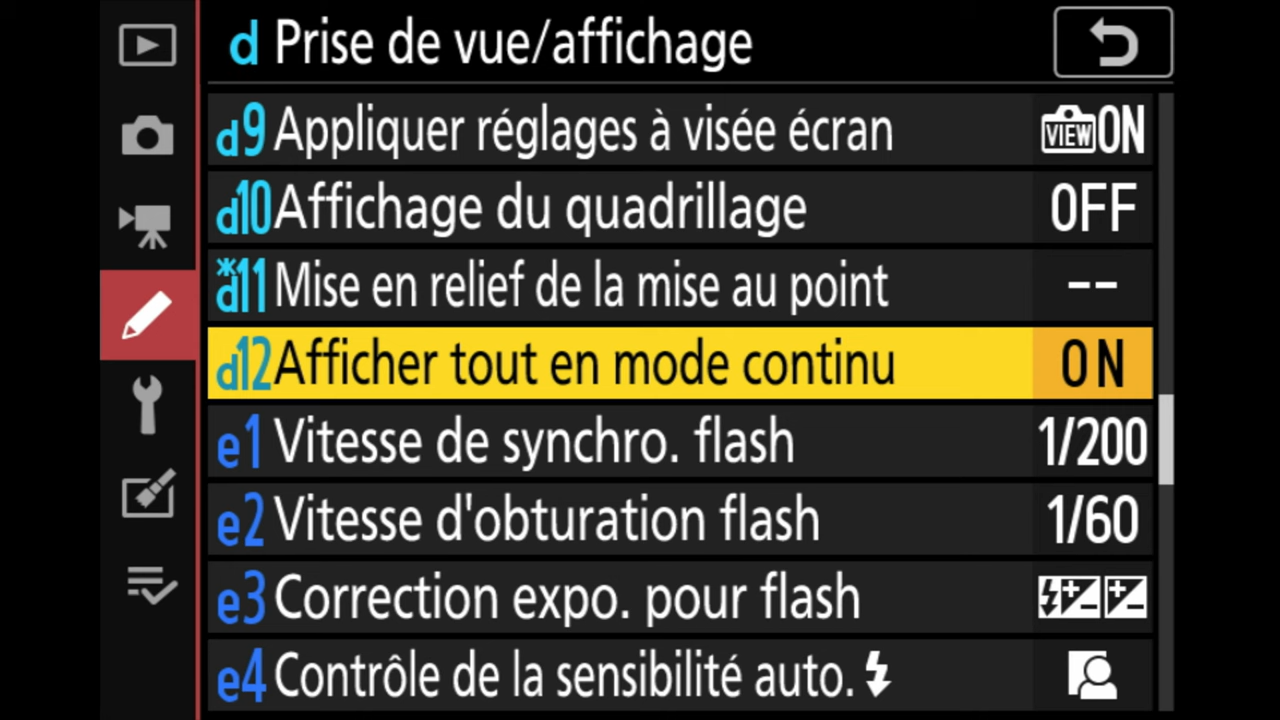 d Prise de vue/affichage
d9 Appliquer réglages à visée écran VIEW ON
d10 Affichage du quadrillage OFF
*d11 Mise en relief de la mise au point --
d12 Afficher tout en mode continu ON
e1 Vitesse de synchro. flash 1/200
e2 Vitesse d'obturation flash 1/60
e3 Correction expo. pour flash
e4 Contrôle de la sensibilité auto.